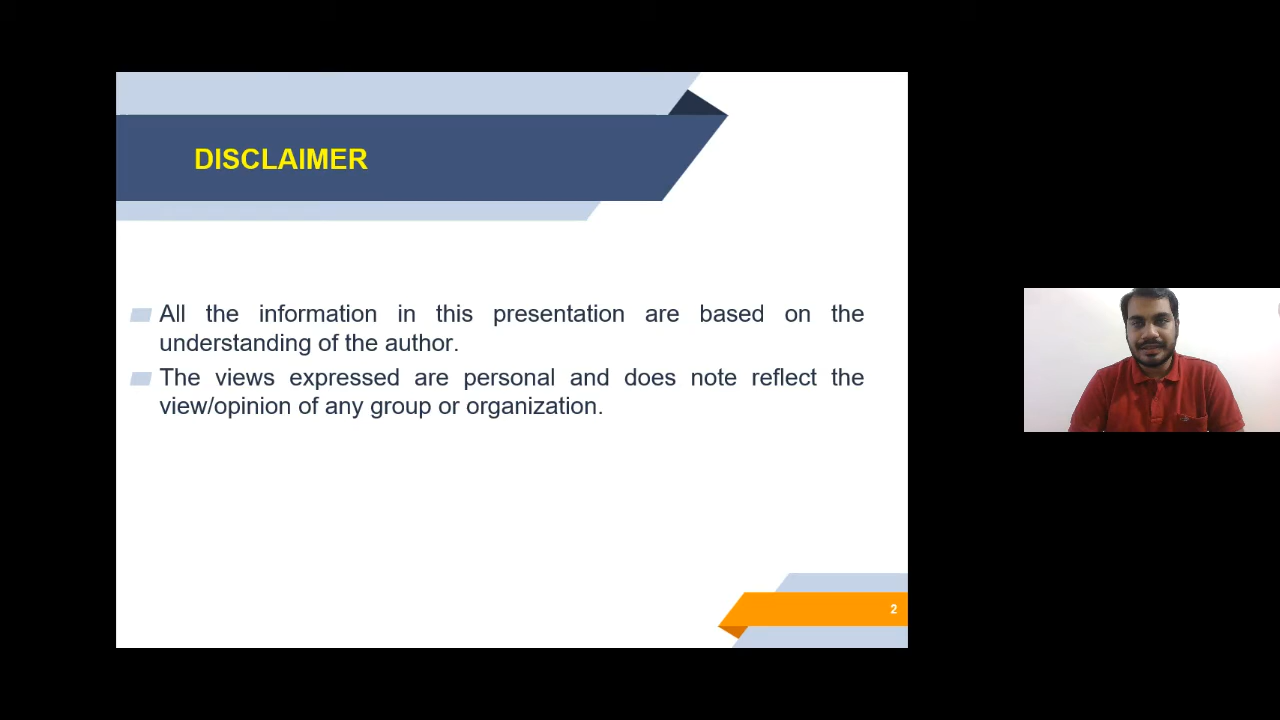 DISCLAIMER
All the information in this presentation are based on the
understanding of the author.
The views expressed are personal and does note reflect the
view/opinion of any group or organization.
2